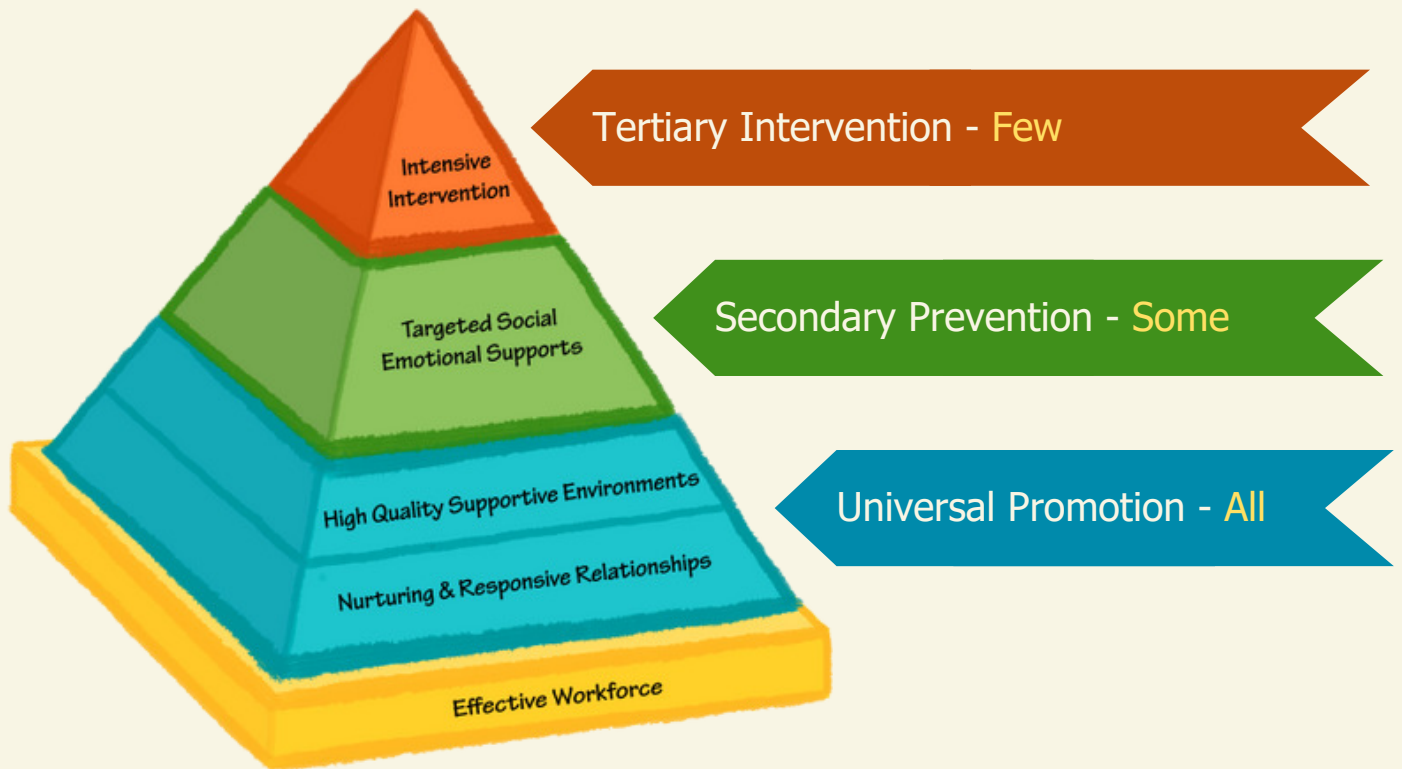 Tertiary Intervention - Few
Intensive
Intervention
Secondary Prevention - Some
Targeted Social
Emotional Supports
Universal Promotion - All
High Quality Supportive Environments
Nurturing & Responsive Relationships
Effective Workforce